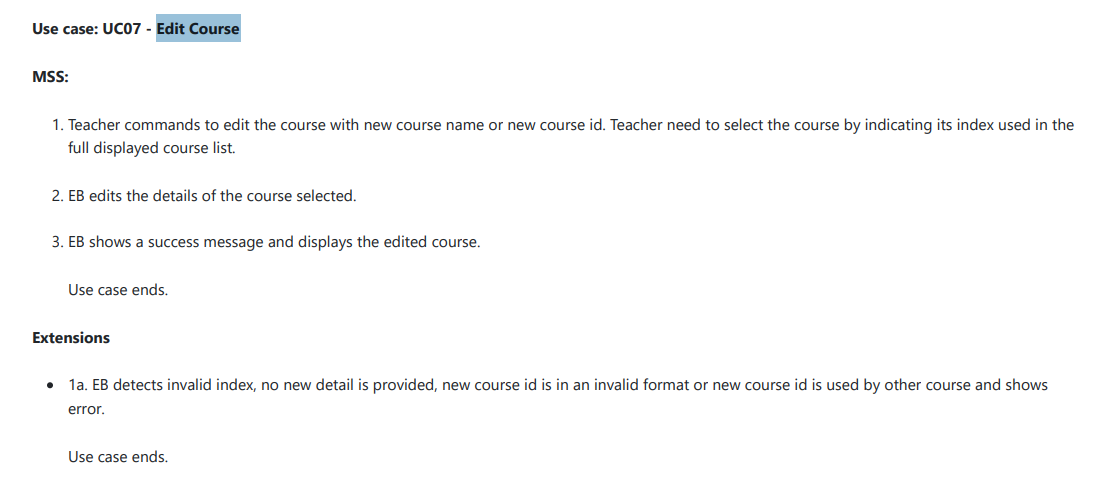 Use case: UC07 - Edit Course
MSS:
1. Teacher commands to edit the course with new course name or new course id. Teacher need to select the course by indicating its index used in the
full displayed course list.
2. EB edits the details of the course selected.
3. EB shows a success message and displays the edited course.
Use case ends.
Extensions
• 1a. EB detects invalid index, no new detail is provided, new course id is in an invalid format or new course id is used by other course and shows
error.
Use case ends.